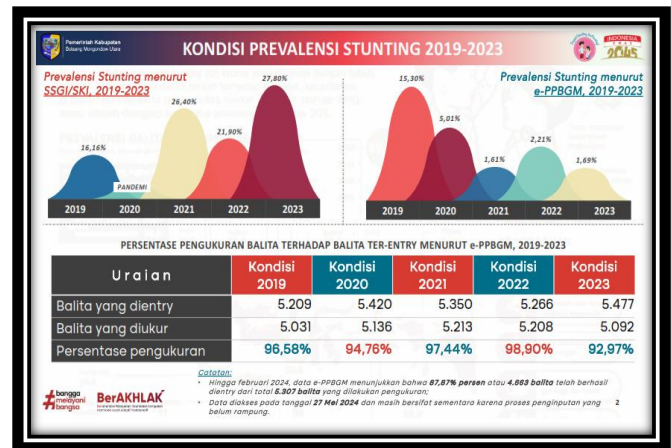 Pemerintah Kabupaten
Bolaang Mongondow Utara
KONDISI PREVALENSI STUNTING 2019-2023
INDONESIA
2045
Prevalensi Stunting menurut
SSGI/SKI, 2019-2023
16,16%
PANDEMI
26,40%
21,90%
27,80%
2019 2020 2021 2022 2023
Prevalensi Stunting menurut
e-PPBGM, 2019-2023
15,30%
5,01%
1,61%
2,21%
1,69%
2019 2020 2021 2022 2023
PERSENTASE PENGUKURAN BALITA TERHADAP BALITA TER-ENTRY MENURUT e-PPBGM, 2019-2023
Uraian Kondisi 2019 Kondisi 2020 Kondisi 2021 Kondisi 2022 Kondisi 2023
Balita yang dientry 5.209 5.420 5.350 5.266 5.477
Balita yang diukur 5.031 5.136 5.213 5.208 5.092
Persentase pengukuran 96,58% 94,76% 97,44% 98,90% 92,97%
Catatan:
• Hingga februari 2024, data e-PPBGM menunjukkan bahwa 87,87% persen atau 4.663 balita telah berhasil
dientry dari total 5.307 balita yang dilakukan pengukuran;
• Data diakses pada tanggal 27 Mei 2024 dan masih bersifat sementara karena proses penginputan yang
belum rampung.
#bangga
melayani
bangsa
BerAKHLAK
2